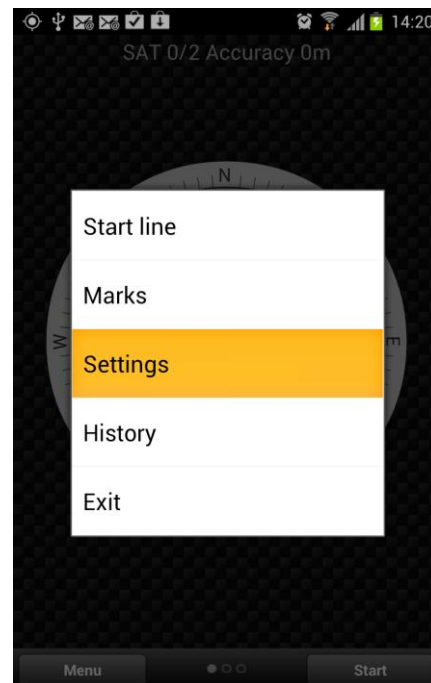 14:20
SAT 0/2 Accuracy 0m
N
Start line
Marks
W
E
Settings
History
Exit
Menu
Start